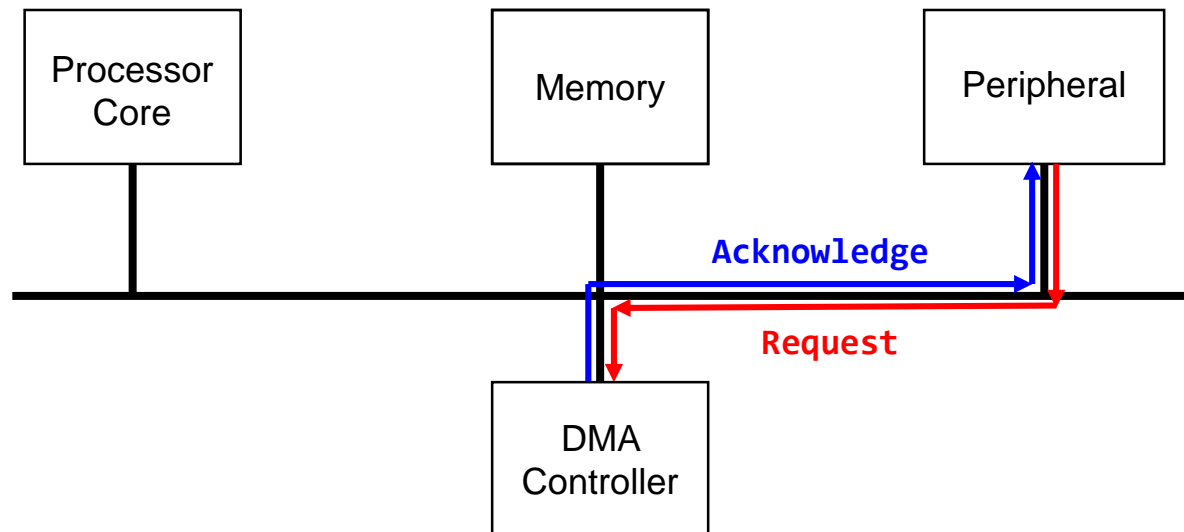 Processor
Core
Memory
Peripheral
Acknowledge
Request
DMA
Controller